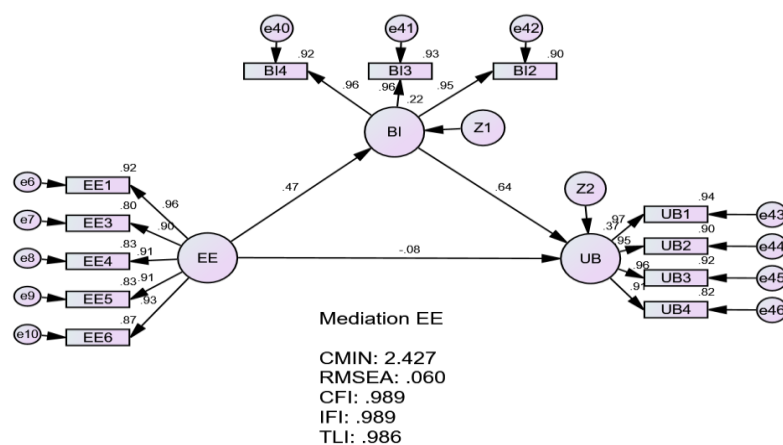 e40
e41
e42
.92
.93
.90
BI4
BI3
BI2
.96
.96
.95
.22
BI
Z1
e6
.92
EE1
.96
e7
.80
EE3
.90
e8
.83
EE4
.91
e9
.83
EE5
.91
e10
.87
EE6
.93
EE
.47
.64
-.08
Z2
.37
UB
.97
.94
UB1
e43
.95
.90
UB2
e44
.96
.92
UB3
e45
.91
.82
UB4
e46
Mediation EE
CMIN: 2.427
RMSEA: .060
CFI: .989
IFI: .989
TLI: .986